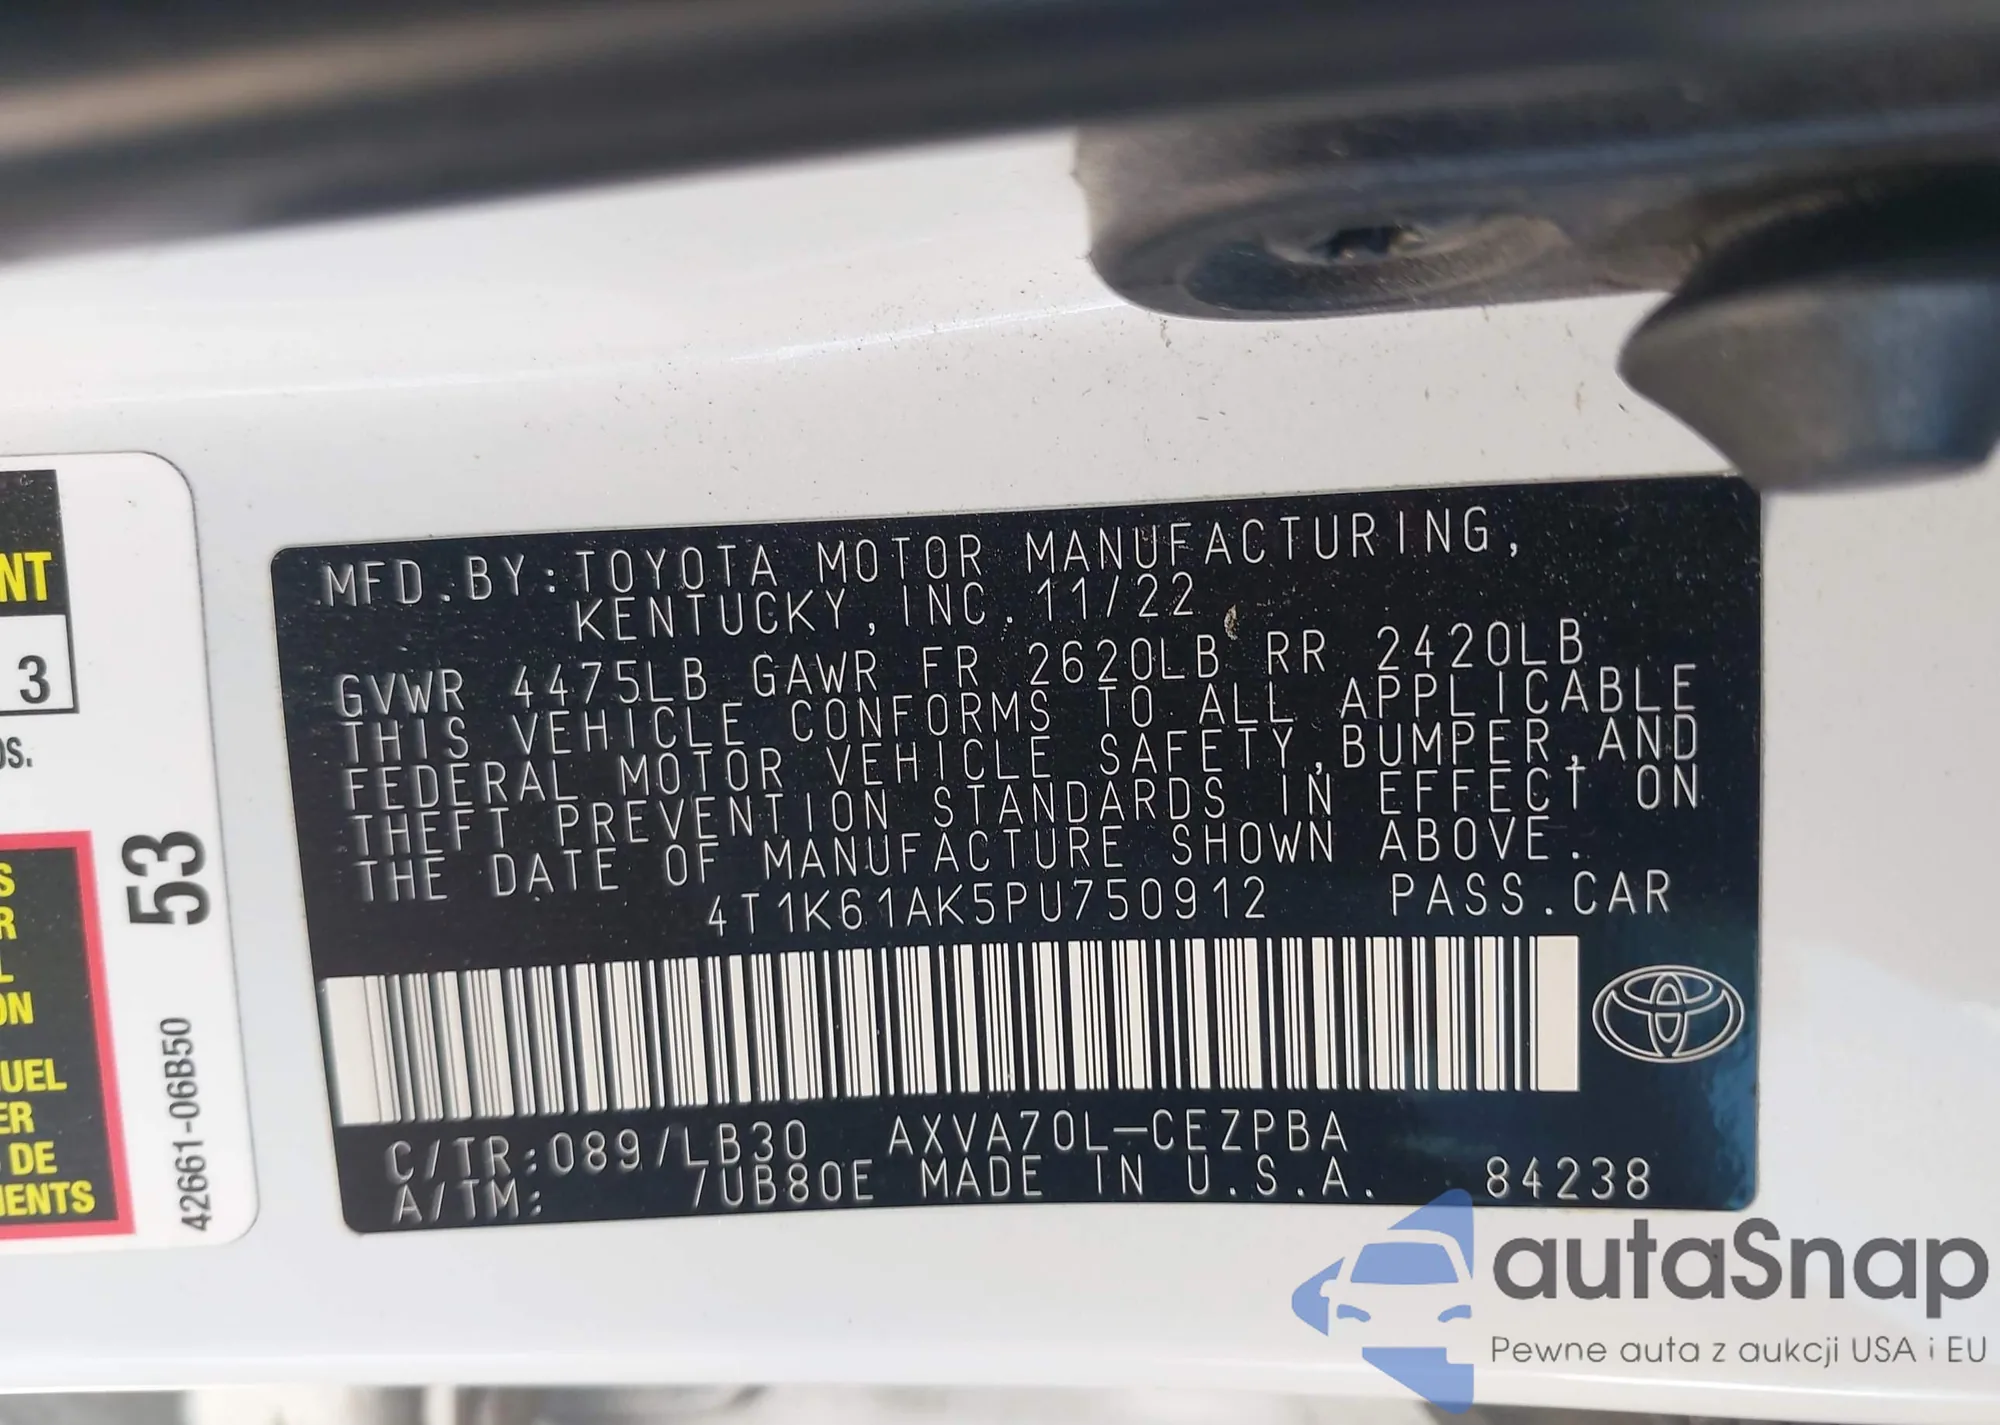 MFD.BY:TOYOTA MOTOR MANUFACTURING,
KENTUCKY,INC.11/22
GVWR 4475LB GAWR FR 2620LB RR 2420LB
THIS VEHICLE CONFORMS TO ALL APPLICABLE
FEDERAL MOTOR VEHICLE SAFETY,BUMPER,AND
THEFT PREVENTION STANDARDS IN EFFECT ON
THE DATE OF MANUFACTURE SHOWN ABOVE.
4T1K61AK5PU750912 PASS.CAR
C/TR:089/LB30 AXVA70L-CEZPBA
A/TM: /UB80E MADE IN U.S.A. 84238
3
53
42661-06B50
DE
autaSnap
Pewne auta z aukcji USA i EU